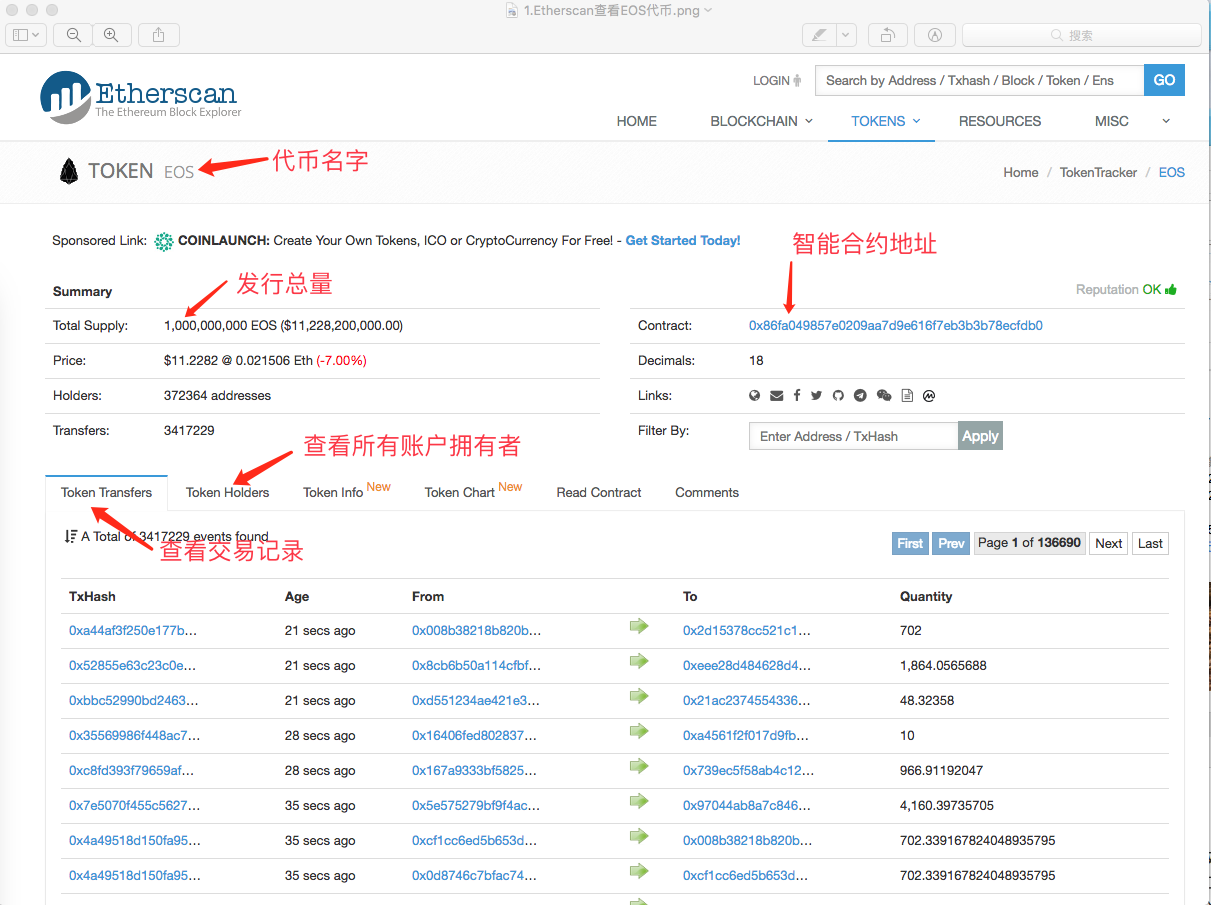 1.Etherscan查看EOS代币.png
搜索
Etherscan
The Ethereum Block Explorer
LOGIN
Search by Address / Txhash / Block / Token / Ens
GO
HOME BLOCKCHAIN TOKENS RESOURCES MISC
TOKEN EOS
代币名字
Home / TokenTracker / EOS
Sponsored Link: COINLAUNCH: Create Your Own Tokens, ICO or CryptoCurrency For Free! - Get Started Today!
智能合约地址
发行总量
Summary
Reputation OK
Total Supply: 1,000,000,000 EOS ($11,228,200,000.00)
Contract: 0x86fa049857e0209aa7d9e616f7eb3b3b78ecfdb0
Price: $11.2282 @ 0.021506 Eth (-7.00%)
Decimals: 18
Holders: 372364 addresses
Links:
Transfers: 3417229
Filter By: Enter Address / TxHash Apply
查看所有账户拥有者
Token Transfers Token Holders Token Info New Token Chart New Read Contract Comments
A Total of 3417229 events found
查看交易记录
First Prev Page 1 of 136690 Next Last
TxHash Age From To Quantity
0xa44af3f250e177b... 21 secs ago 0x008b38218b820b... 0x2d15378cc521c1... 702
0x52855e63c23c0e... 21 secs ago 0x8cb6b50a114cfbf... 0xeee28d484628d4... 1,864.0565688
0xbbc52990bd2463... 21 secs ago 0xd551234ae421e3... 0x21ac2374554336... 48.32358
0x35569986f448ac7... 28 secs ago 0x16406fed802837... 0xa4561f2f017d9fb... 10
0xc8fd393f79659af... 28 secs ago 0x167a9333bf5825... 0x739ec5f58ab4c12... 966.91192047
0x7e5070f455c5627... 35 secs ago 0x5e575279bf9f4ac... 0x97044ab8a7c846... 4,160.39735705
0x4a49518d150fa95... 35 secs ago 0xcf1cc6ed5b653d... 0x008b38218b820b... 702.339167824048935795
0x4a49518d150fa95... 35 secs ago 0x0d8746c7bfac74... 0xcf1cc6ed5b653d... 702.339167824048935795